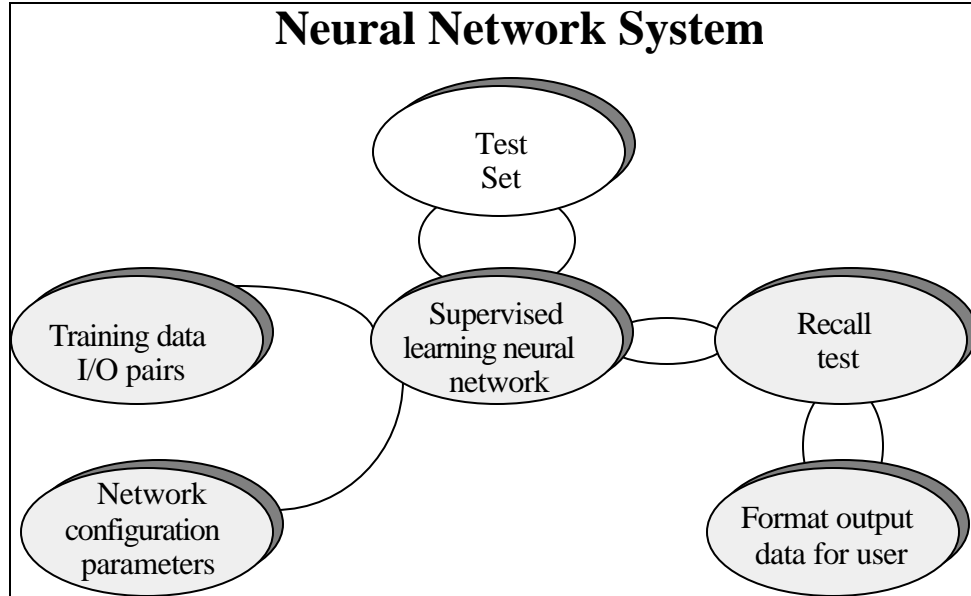 Neural Network System
Test
Set
Training data
I/O pairs
Supervised
learning neural
network
Recall
test
Network
configuration
parameters
Format output
data for user